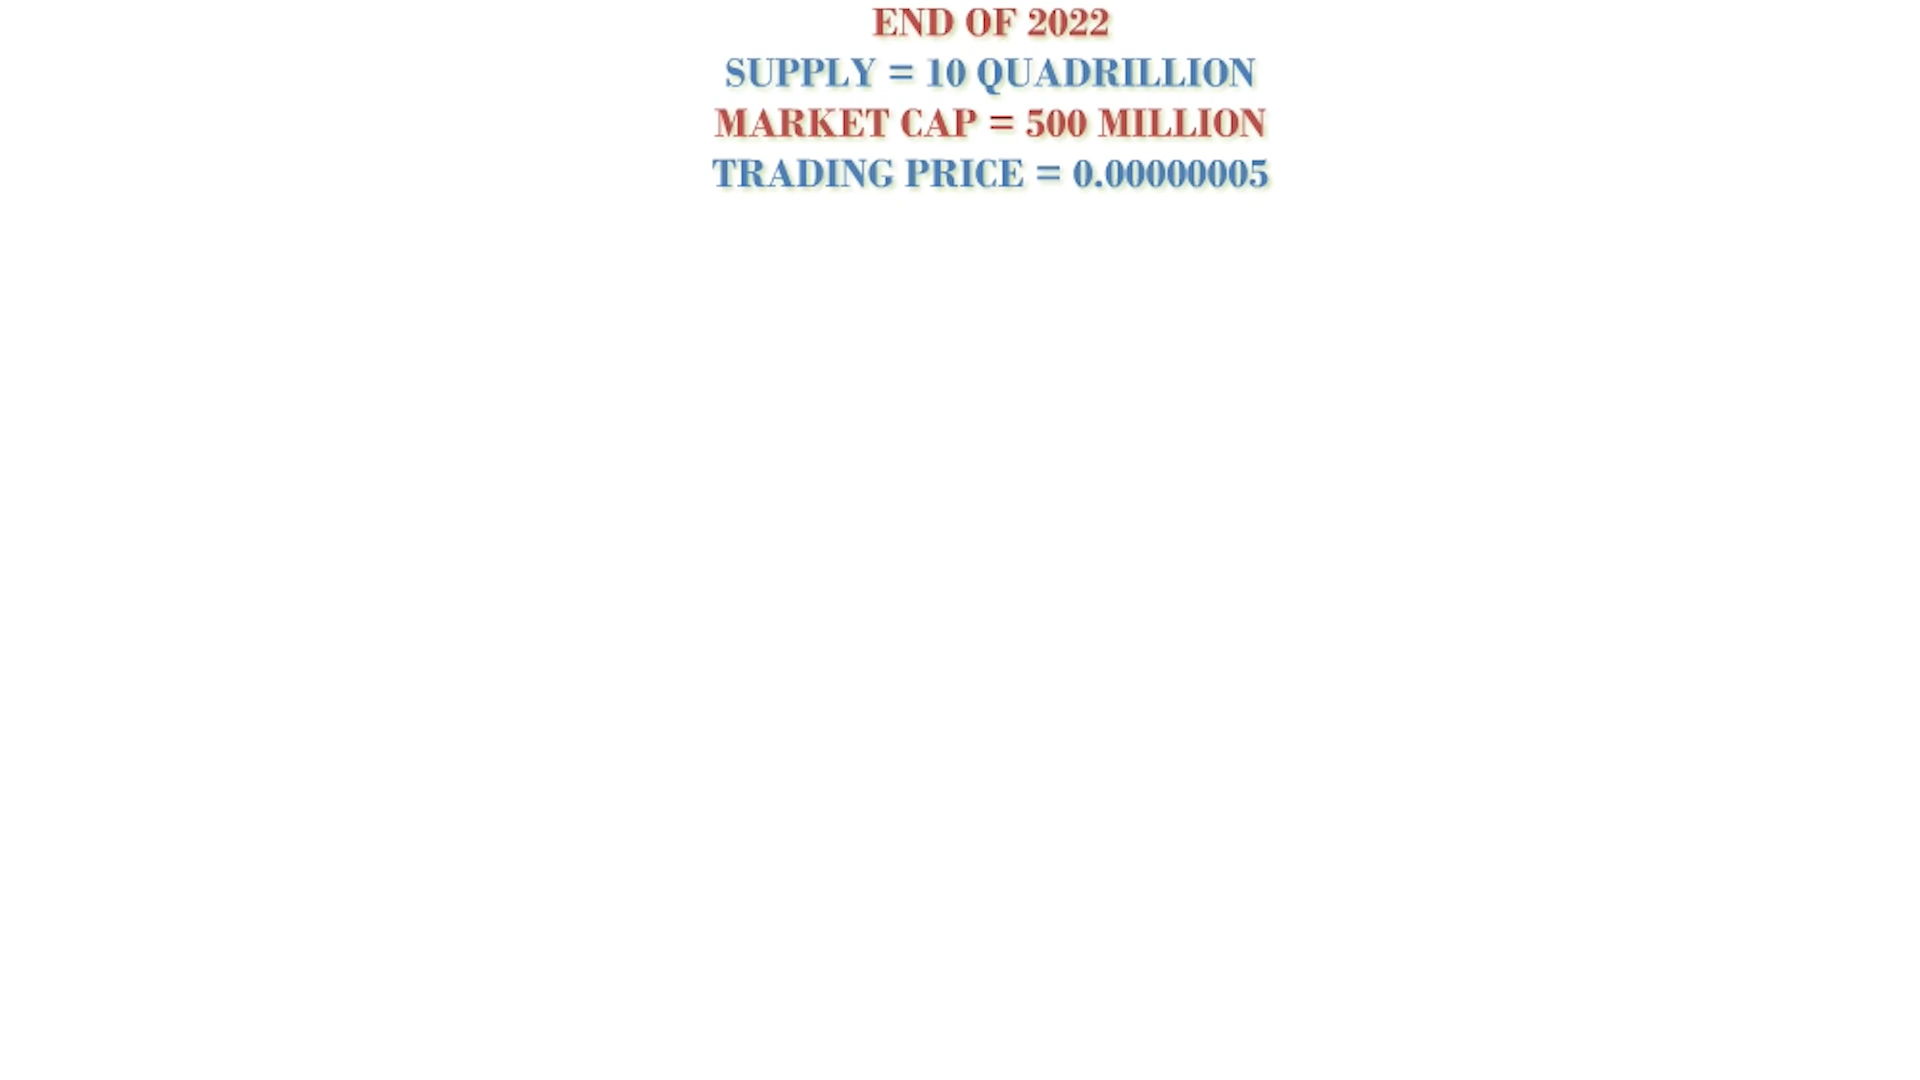 END OF 2022
SUPPLY = 10 QUADRILLION
MARKET CAP = 500 MILLION
TRADING PRICE = 0.00000005